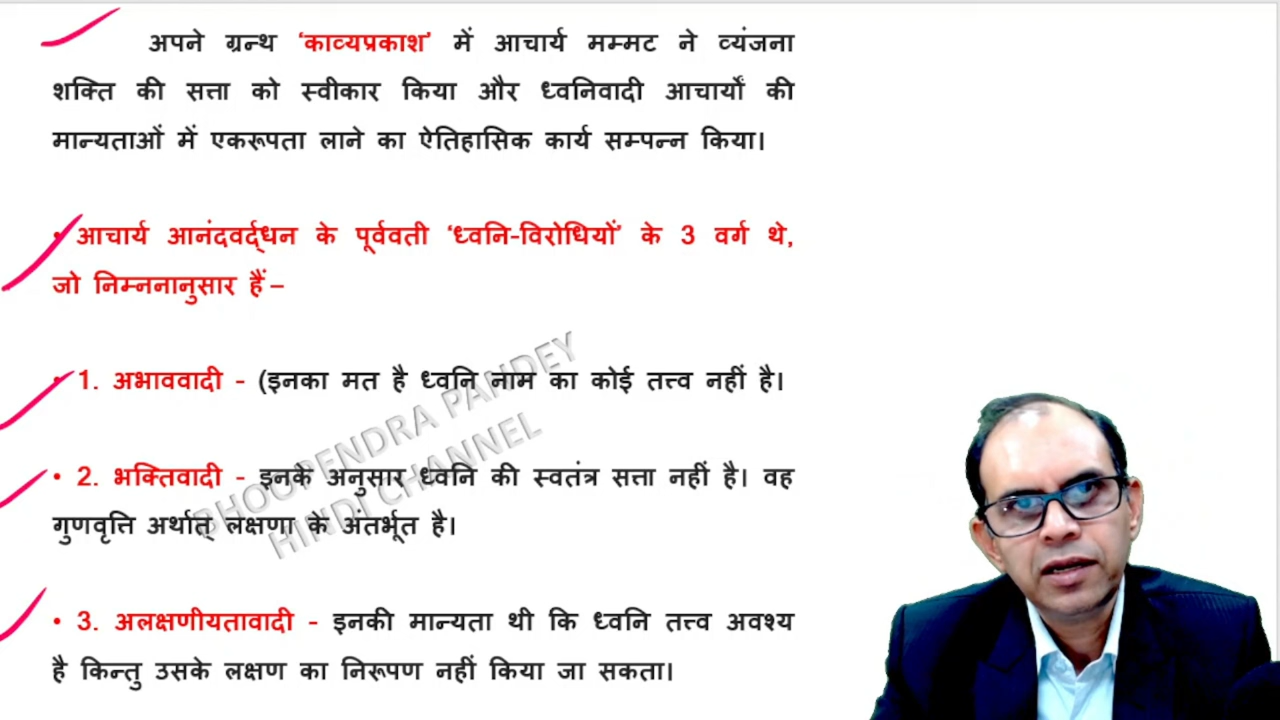 अपने ग्रन्थ ‘काव्यप्रकाश’ में आचार्य मम्मट ने व्यंजना
शक्ति की सत्ता को स्वीकार किया और ध्वनिवादी आचार्यों की
मान्यताओं में एकरूपता लाने का ऐतिहासिक कार्य सम्पन्न किया।
• आचार्य आनंदवर्द्धन के पूर्ववती ‘ध्वनि-विरोधियों’ के 3 वर्ग थे,
जो निम्ननानुसार हैं –
• 1. अभाववादी - (इनका मत है ध्वनि नाम का कोई तत्त्व नहीं है।
• 2. भक्तिवादी - इनके अनुसार ध्वनि की स्वतंत्र सत्ता नहीं है। वह
गुणवृत्ति अर्थात् लक्षणा के अंतर्भूत है।
• 3. अलक्षणीयतावादी - इनकी मान्यता थी कि ध्वनि तत्त्व अवश्य
है किन्तु उसके लक्षण का निरूपण नहीं किया जा सकता।
BHOOPENDRA PANDEY
HINDI CHANNEL